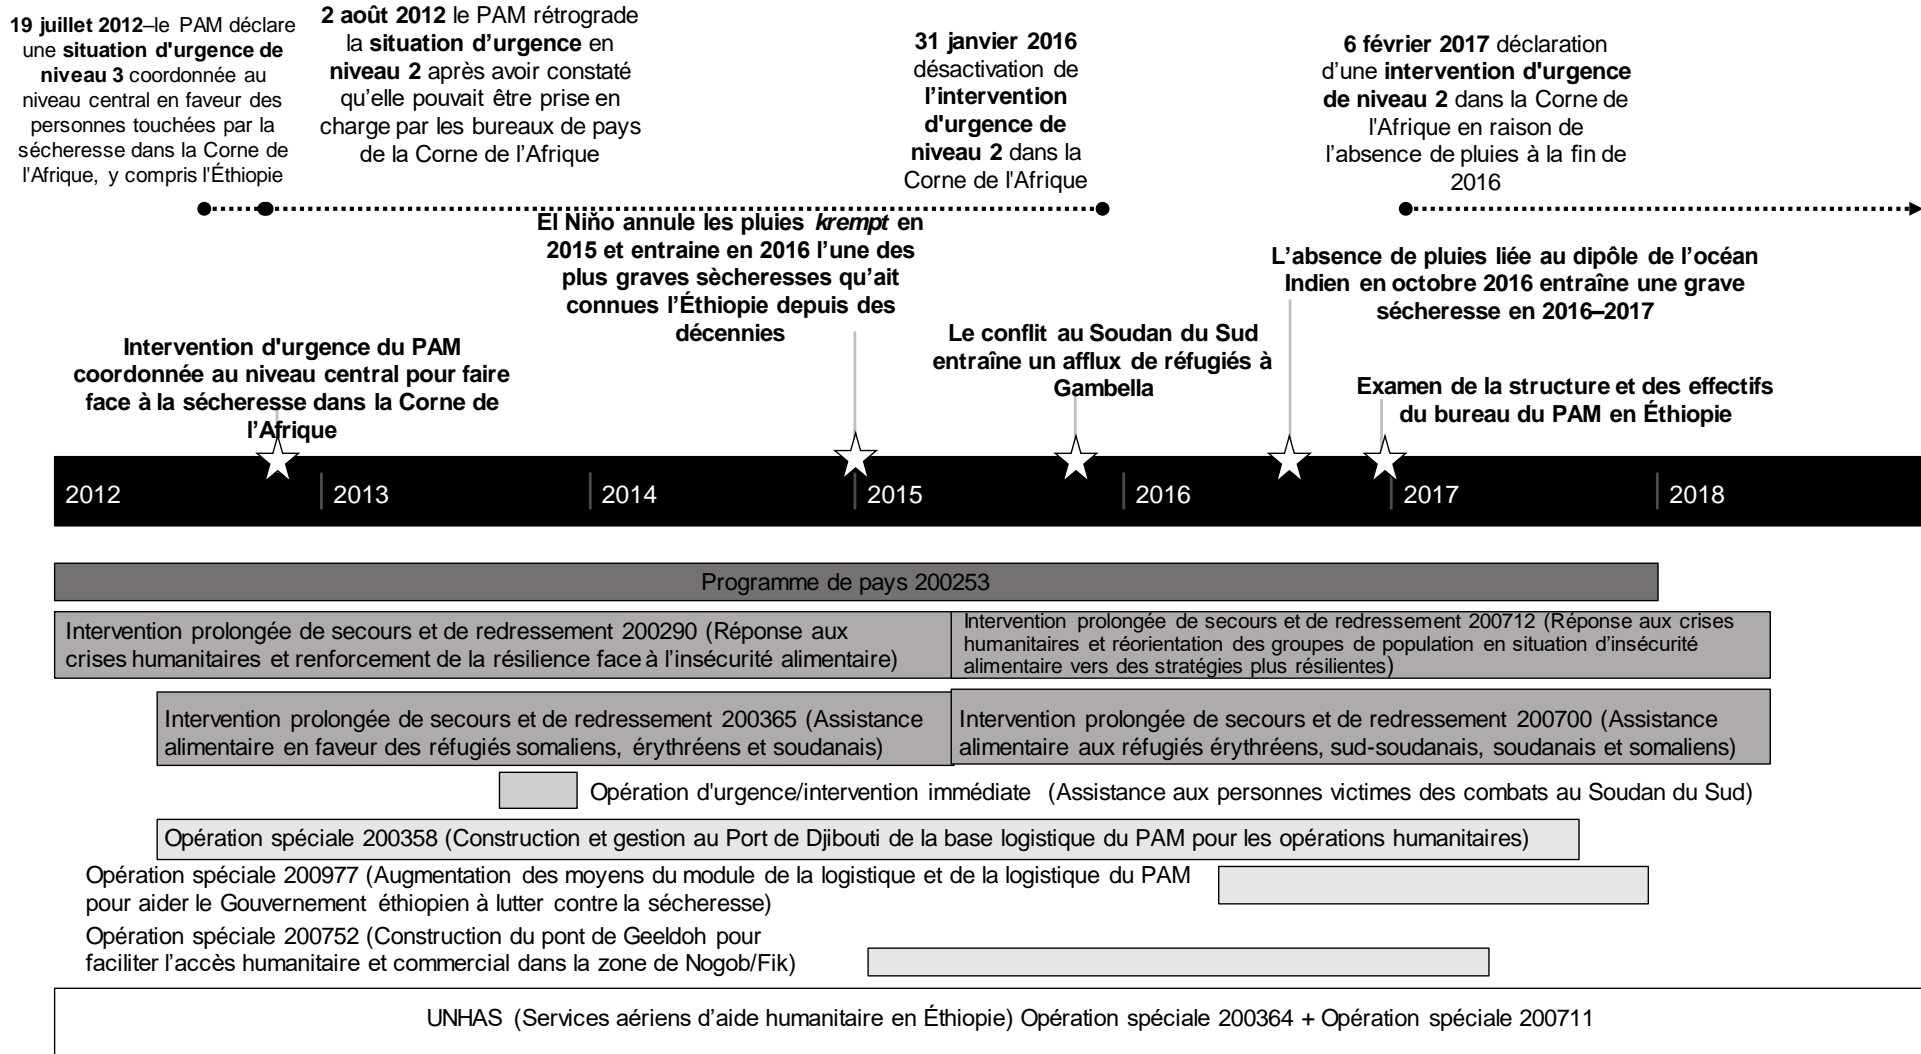 19 juillet 2012–le PAM déclare
une situation d'urgence de
niveau 3 coordonnée au
niveau central en faveur des
personnes touchées par la
sécheresse dans la Corne de
l'Afrique, y compris l'Éthiopie
2 août 2012 le PAM rétrograde
la situation d’urgence en
niveau 2 après avoir constaté
qu’elle pouvait être prise en
charge par les bureaux de pays
de la Corne de l’Afrique
31 janvier 2016
désactivation de
l’intervention
d'urgence de
niveau 2 dans la
Corne de l'Afrique
6 février 2017 déclaration
d’une intervention d'urgence
de niveau 2 dans la Corne de
l'Afrique en raison de
l’absence de pluies à la fin de
2016
El Niño annule les pluies krempt en
2015 et entraine en 2016 l’une des
plus graves sècheresses qu’ait
connues l’Éthiopie depuis des
décennies
L’absence de pluies liée au dipôle de l’océan
Indien en octobre 2016 entraîne une grave
sécheresse en 2016–2017
Intervention d'urgence du PAM
coordonnée au niveau central pour faire
face à la sécheresse dans la Corne de
l’Afrique
Le conflit au Soudan du Sud
entraîne un afflux de réfugiés à
Gambella
Examen de la structure et des effectifs
du bureau du PAM en Éthiopie
2012 2013 2014 2015 2016 2017 2018
Programme de pays 200253
Intervention prolongée de secours et de redressement 200290 (Réponse aux
crises humanitaires et renforcement de la résilience face à l’insécurité alimentaire)
Intervention prolongée de secours et de redressement 200712 (Réponse aux crises
humanitaires et réorientation des groupes de population en situation d’insécurité
alimentaire vers des stratégies plus résilientes)
Intervention prolongée de secours et de redressement 200365 (Assistance
alimentaire en faveur des réfugiés somaliens, érythréens et soudanais)
Intervention prolongée de secours et de redressement 200700 (Assistance
alimentaire aux réfugiés érythréens, sud-soudanais, soudanais et somaliens)
Opération d'urgence/intervention immédiate (Assistance aux personnes victimes des combats au Soudan du Sud)
Opération spéciale 200358 (Construction et gestion au Port de Djibouti de la base logistique du PAM pour les opérations humanitaires)
Opération spéciale 200977 (Augmentation des moyens du module de la logistique et de la logistique du PAM
pour aider le Gouvernement éthiopien à lutter contre la sécheresse)
Opération spéciale 200752 (Construction du pont de Geeldoh pour
faciliter l’accès humanitaire et commercial dans la zone de Nogob/Fik)
UNHAS (Services aériens d’aide humanitaire en Éthiopie) Opération spéciale 200364 + Opération spéciale 200711